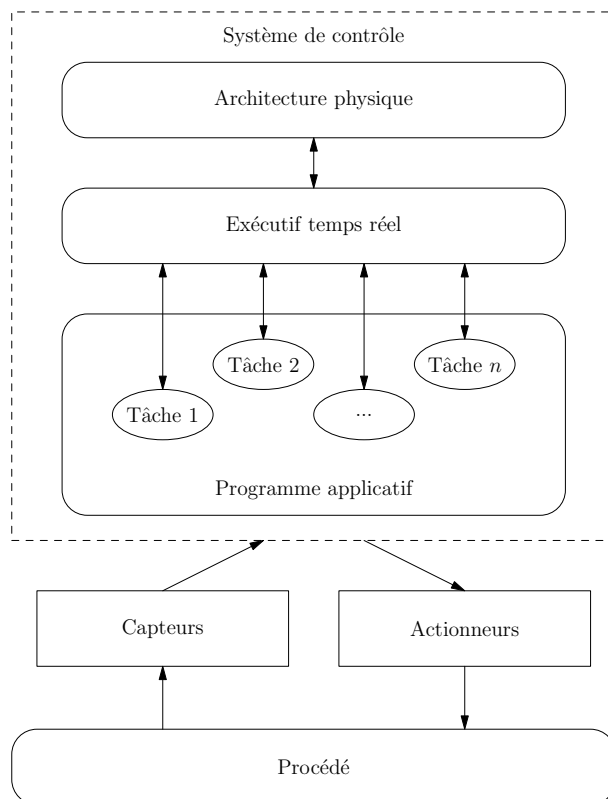 Système de contrôle
Architecture physique
Exécutif temps réel
Tâche 2
Tâche n
Tâche 1
...
Programme applicatif
Capteurs
Actionneurs
Procédé